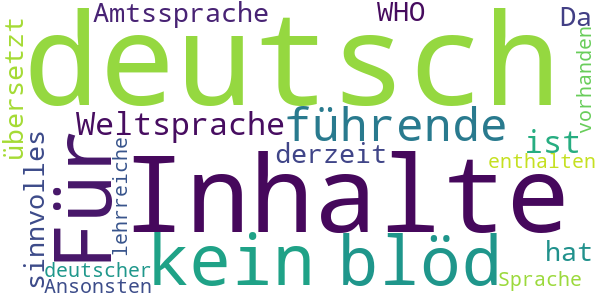 Amtssprache
WHO
Da
deutsch
übersetzt
vorhanden
Weltsprache
führende
ist
Für
sinnvolles
lehrreiche
derzeit
enthalten
Inhalte
kein
blöd
hat
deutscher
Sprache
Ansonsten